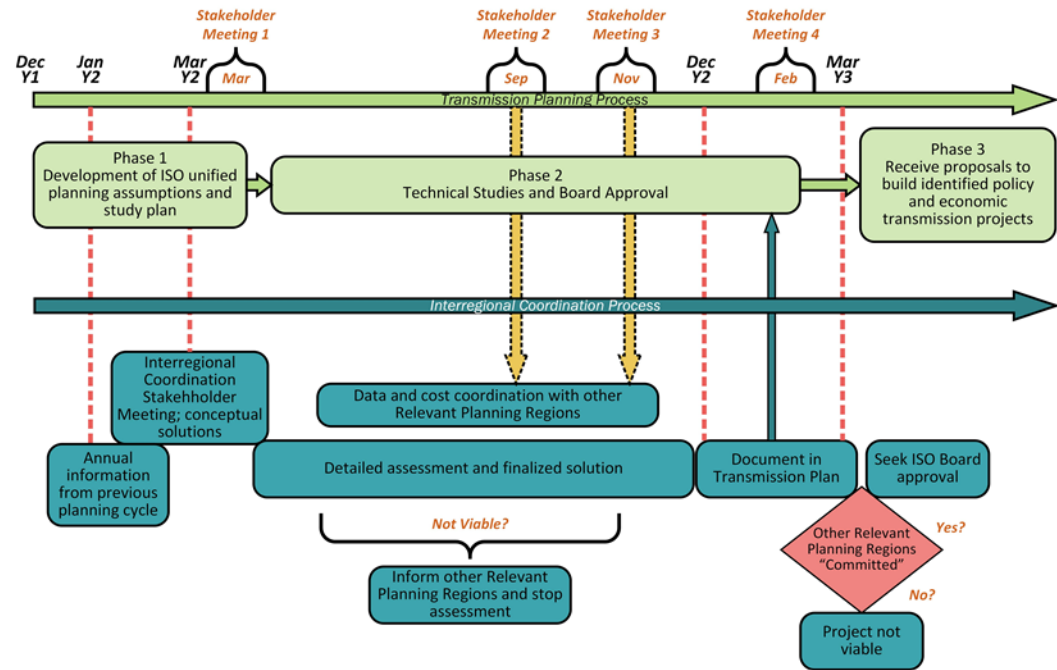 Stakeholder
Meeting 1
Stakeholder
Meeting 2
Stakeholder
Meeting 3
Stakeholder
Meeting 4
Dec
Y1
Jan
Y2
Mar
Y2
Mar
Sep
Nov
Dec
Y2
Feb
Mar
Y3
Transmission Planning Process
Phase 1
Development of ISO unified
planning assumptions and
study plan
Phase 2
Technical Studies and Board Approval
Phase 3
Receive proposals to
build identified policy
and economic
transmission projects
Interregional Coordination Process
Interregional
Coordination
Stakehholder
Meeting; conceptual
solutions
Data and cost coordination with other
Relevant Planning Regions
Annual
information
from previous
planning cycle
Detailed assessment and finalized solution
Document in
Transmission Plan
Seek ISO Board
approval
Not Viable?
Inform other Relevant
Planning Regions and stop
assessment
Other Relevant
Planning Regions
“Committed”
Yes?
No?
Project not
viable